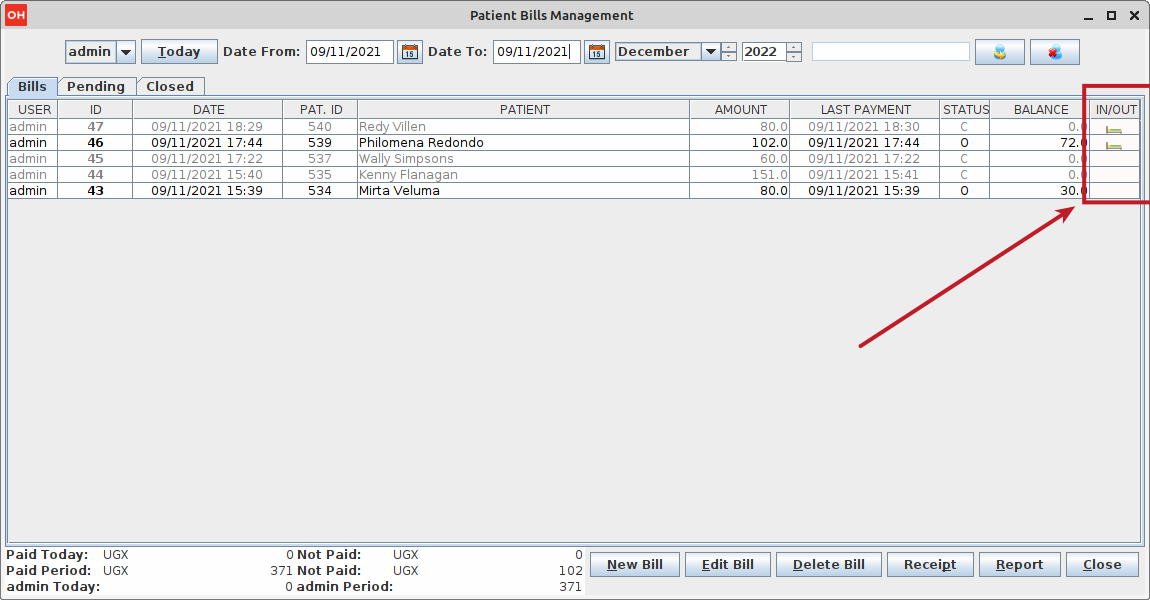 OH Patient Bills Management
admin Today Date From: 09/11/2021 15 Date To: 09/11/2021 15 December 2022
Bills Pending Closed
USER ID DATE PAT. ID PATIENT AMOUNT LAST PAYMENT STATUS BALANCE IN/OUT
admin 47 09/11/2021 18:29 540 Redy Villen 80.0 09/11/2021 18:30 C 0.0
admin 46 09/11/2021 17:44 539 Philomena Redondo 102.0 09/11/2021 17:44 O 72.0
admin 45 09/11/2021 17:22 537 Wally Simpsons 60.0 09/11/2021 17:22 C 0.0
admin 44 09/11/2021 15:40 535 Kenny Flanagan 151.0 09/11/2021 15:41 C 0.0
admin 43 09/11/2021 15:39 534 Mirta Veluma 80.0 09/11/2021 15:39 O 30.0
Paid Today: UGX 0 Not Paid: UGX 0
Paid Period: UGX 371 Not Paid: UGX 102
admin Today: 0 admin Period: 371
New Bill Edit Bill Delete Bill Receipt Report Close